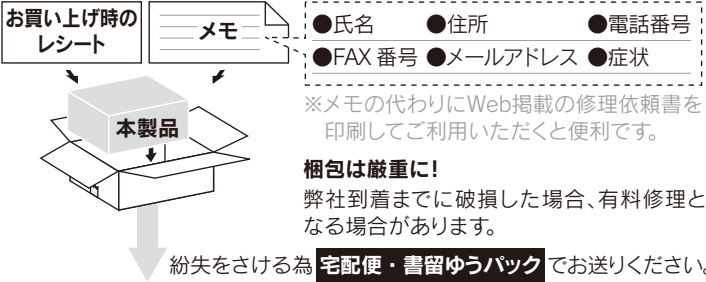 お買い上げ時の
レシート
メモ
●氏名 ●住所 ●電話番号
●FAX 番号 ●メールアドレス ●症状
※メモの代わりにWeb掲載の修理依頼書を
印刷してご利用いただくと便利です。
本製品
梱包は厳重に!
弊社到着までに破損した場合、有料修理と
なる場合があります。
紛失をさける為 宅配便・書留ゆうパック でお送りください。